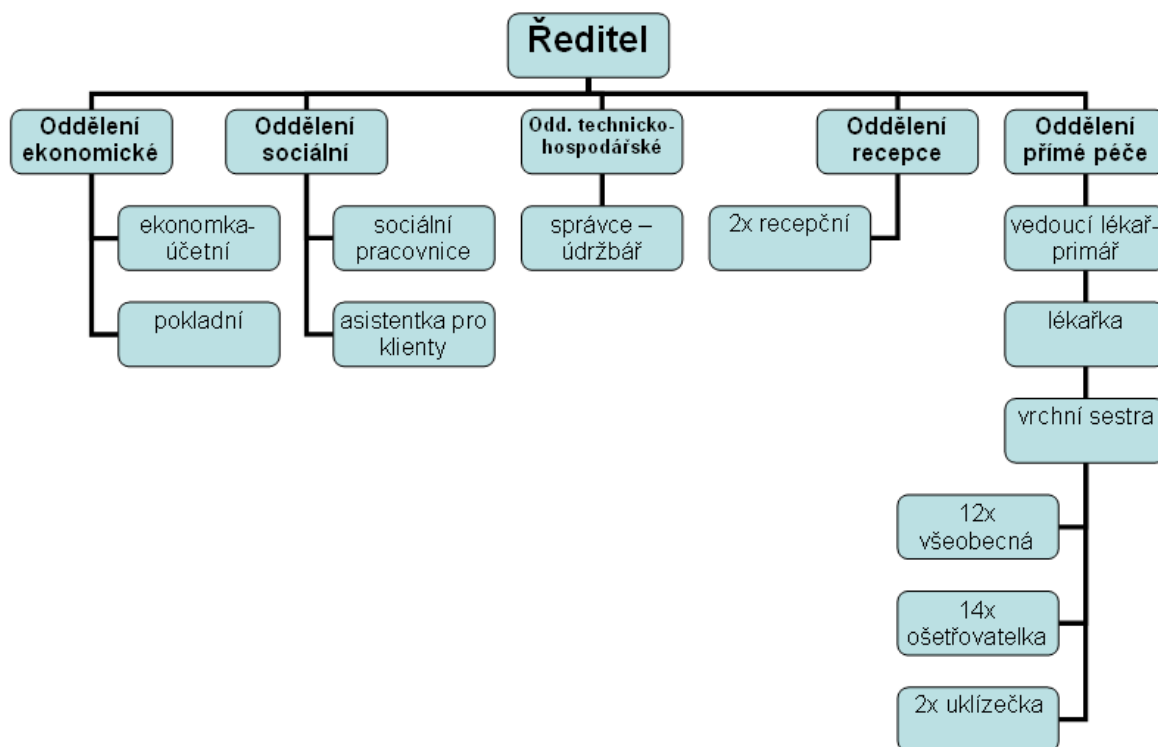 Ředitel
Oddělení
ekonomické
Oddělení
sociální
Odd. technicko-
hospodářské
Oddělení
recepce
Oddělení
přímé péče
ekonomka-
účetní
sociální
pracovnice
správce –
údržbář
2x recepční
vedoucí lékař-
primář
pokladní
asistentka pro
klienty
lékařka
vrchní sestra
12x
všeobecná
14x
ošetřovatelka
2x uklízečka